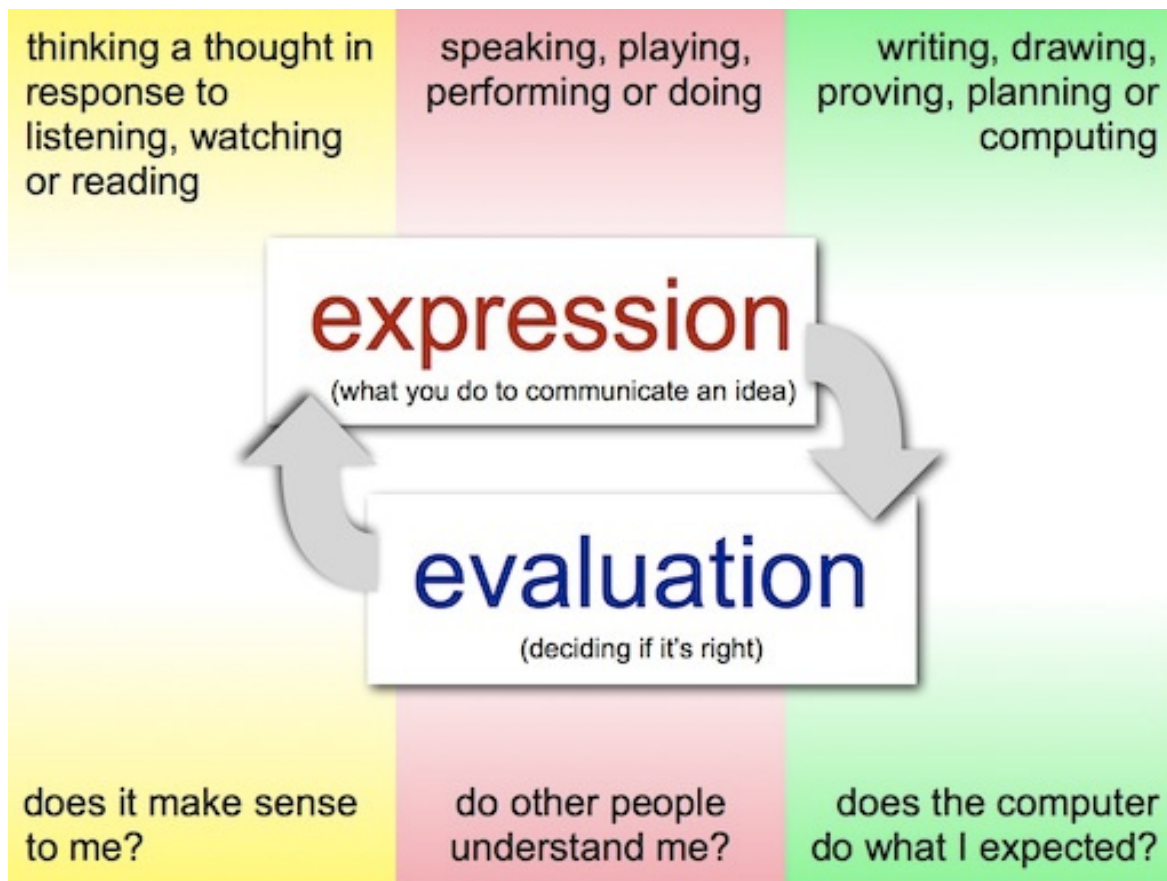 thinking a thought in
response to
listening, watching
or reading
speaking, playing,
performing or doing
writing, drawing,
proving, planning or
computing
expression
(what you do to communicate an idea)
evaluation
(deciding if it's right)
does it make sense
to me?
do other people
understand me?
does the computer
do what I expected?